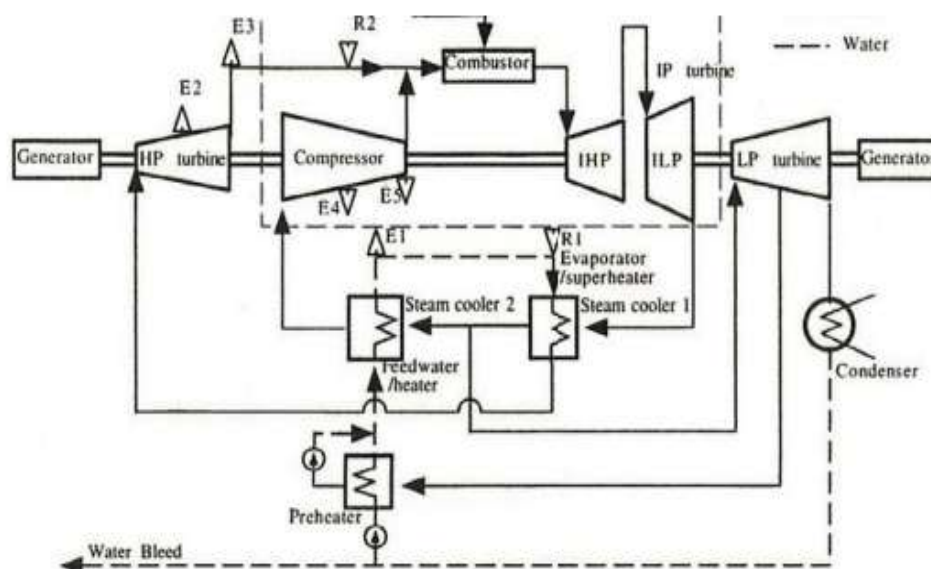 E3
R2
Water
Combustor
IP turbine
E2
Generator
HP turbine
Compressor
IHP
ILP
LP turbine
Generator
E4
E5
E1
R1
Evaporator
/superheater
Steam cooler 2
Steam cooler 1
Feedwater
/heater
Condenser
Preheater
Water Bleed